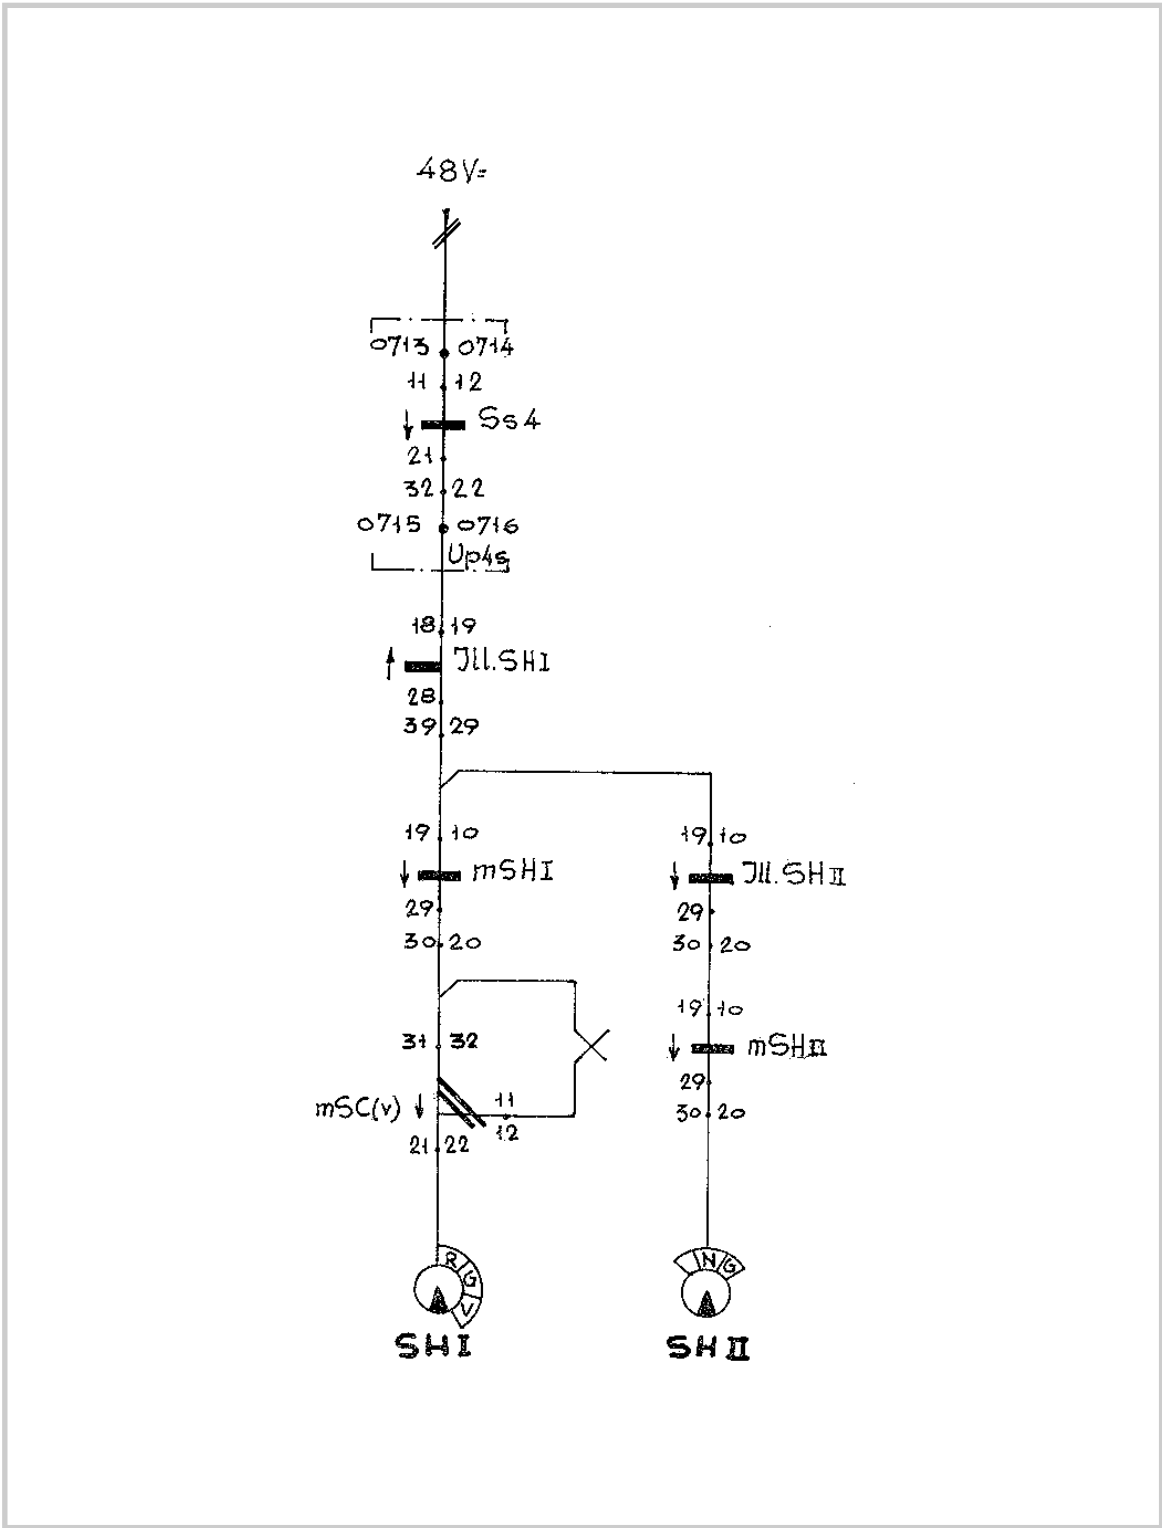 48V=
0713 0714
11 12
Ss4
21
32 22
0715 0716
Up4s
18 19
Jll.SHI
28
39 29
19 10
mSHI
29
30 20
31 32
mSC(v)
11
12
21 22
R
G
V
SHI
19 10
Jll.SHII
29
30 20
19 10
mSHII
29
30 20
N G
SHII